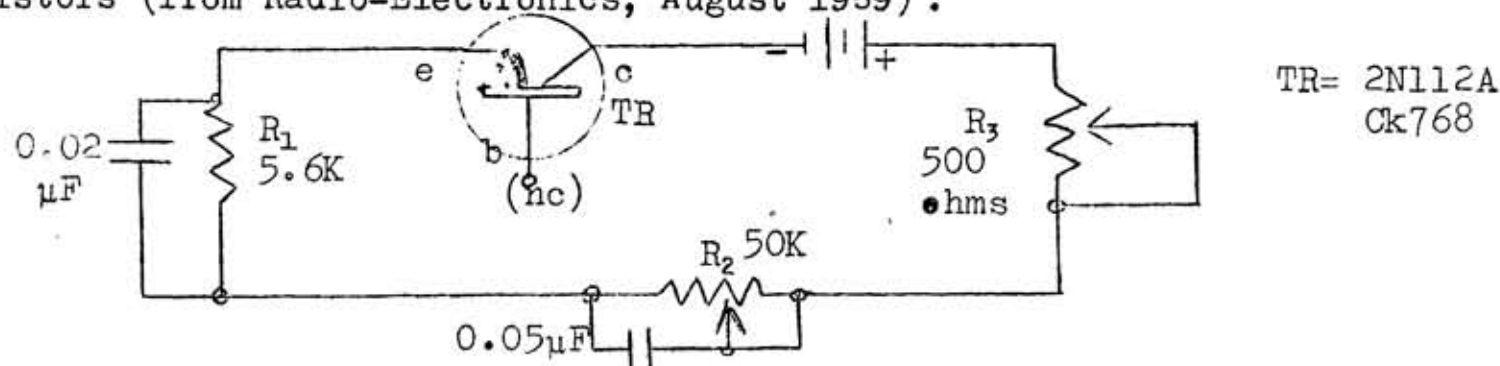 istors (from Radio-Electronics, August 1959).
e
c
TR
b
(nc)
- +
TR= 2N112A
Ck768
0.02
µF
R1
5.6K
R3
500
ohms
R2 50K
0.05µF